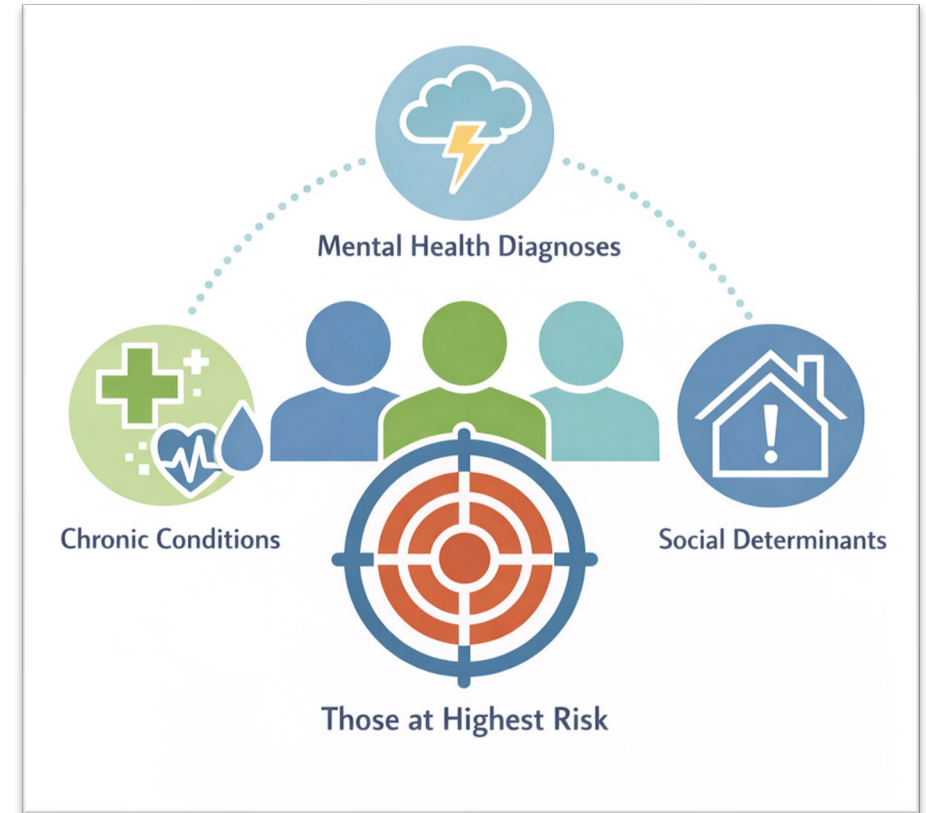 Mental Health Diagnoses
Chronic Conditions
Social Determinants
Those at Highest Risk